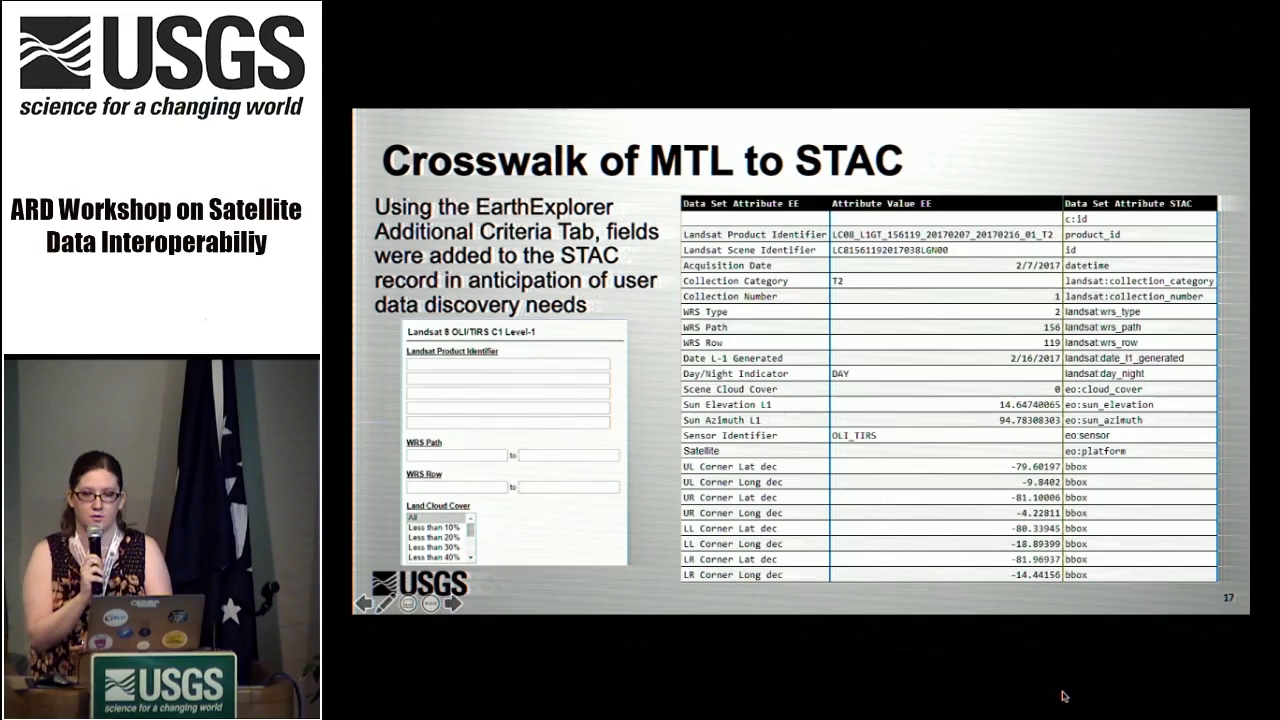 USGS
science for a changing world
ARD Workshop on Satellite
Data Interoperabiliy
Crosswalk of MTL to STAC
Using the EarthExplorer
Additional Criteria Tab, fields
were added to the STAC
record in anticipation of user
data discovery needs
Landsat 8 OLI/TIRS C1 Level-1
Landsat Product Identifier
WRS Path
to
WRS Row
to
Land Cloud Cover
All
Less than 10%
Less than 20%
Less than 30%
Less than 40%
Data Set Attribute EE Attribute Value EE Data Set Attribute STAC
c:id
Landsat Product Identifier LC08_L1GT_156119_20170207_20170216_01_T2 product_id
Landsat Scene Identifier LC81561192017038LGN00 id
Acquisition Date 2/7/2017 datetime
Collection Category T2 landsat:collection_category
Collection Number 1 landsat:collection_number
WRS Type 2 landsat:wrs_type
WRS Path 156 landsat:wrs_path
WRS Row 119 landsat:wrs_row
Date L-1 Generated 2/16/2017 landsat:date_l1_generated
Day/Night Indicator DAY landsat:day_night
Scene Cloud Cover 0 eo:cloud_cover
Sun Elevation L1 14.64740065 eo:sun_elevation
Sun Azimuth L1 94.78308303 eo:sun_azimuth
Sensor Identifier OLI_TIRS eo:sensor
Satellite eo:platform
UL Corner Lat dec -79.60197 bbox
UL Corner Long dec -9.8402 bbox
UR Corner Lat dec -81.10006 bbox
UR Corner Long dec -4.22811 bbox
LL Corner Lat dec -80.33945 bbox
LL Corner Long dec -18.89399 bbox
LR Corner Lat dec -81.96937 bbox
LR Corner Long dec -14.44156 bbox
USGS
17
USGS
science for a changing world